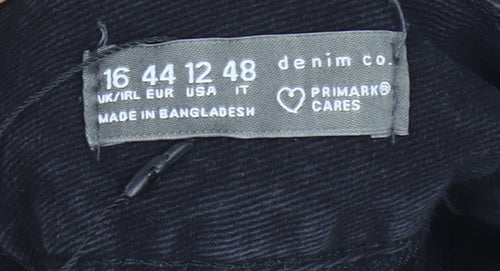 16 44 12 48
UK/IRL EUR USA IT
MADE IN BANGLADESH
denim co.
PRIMARK®
CARES